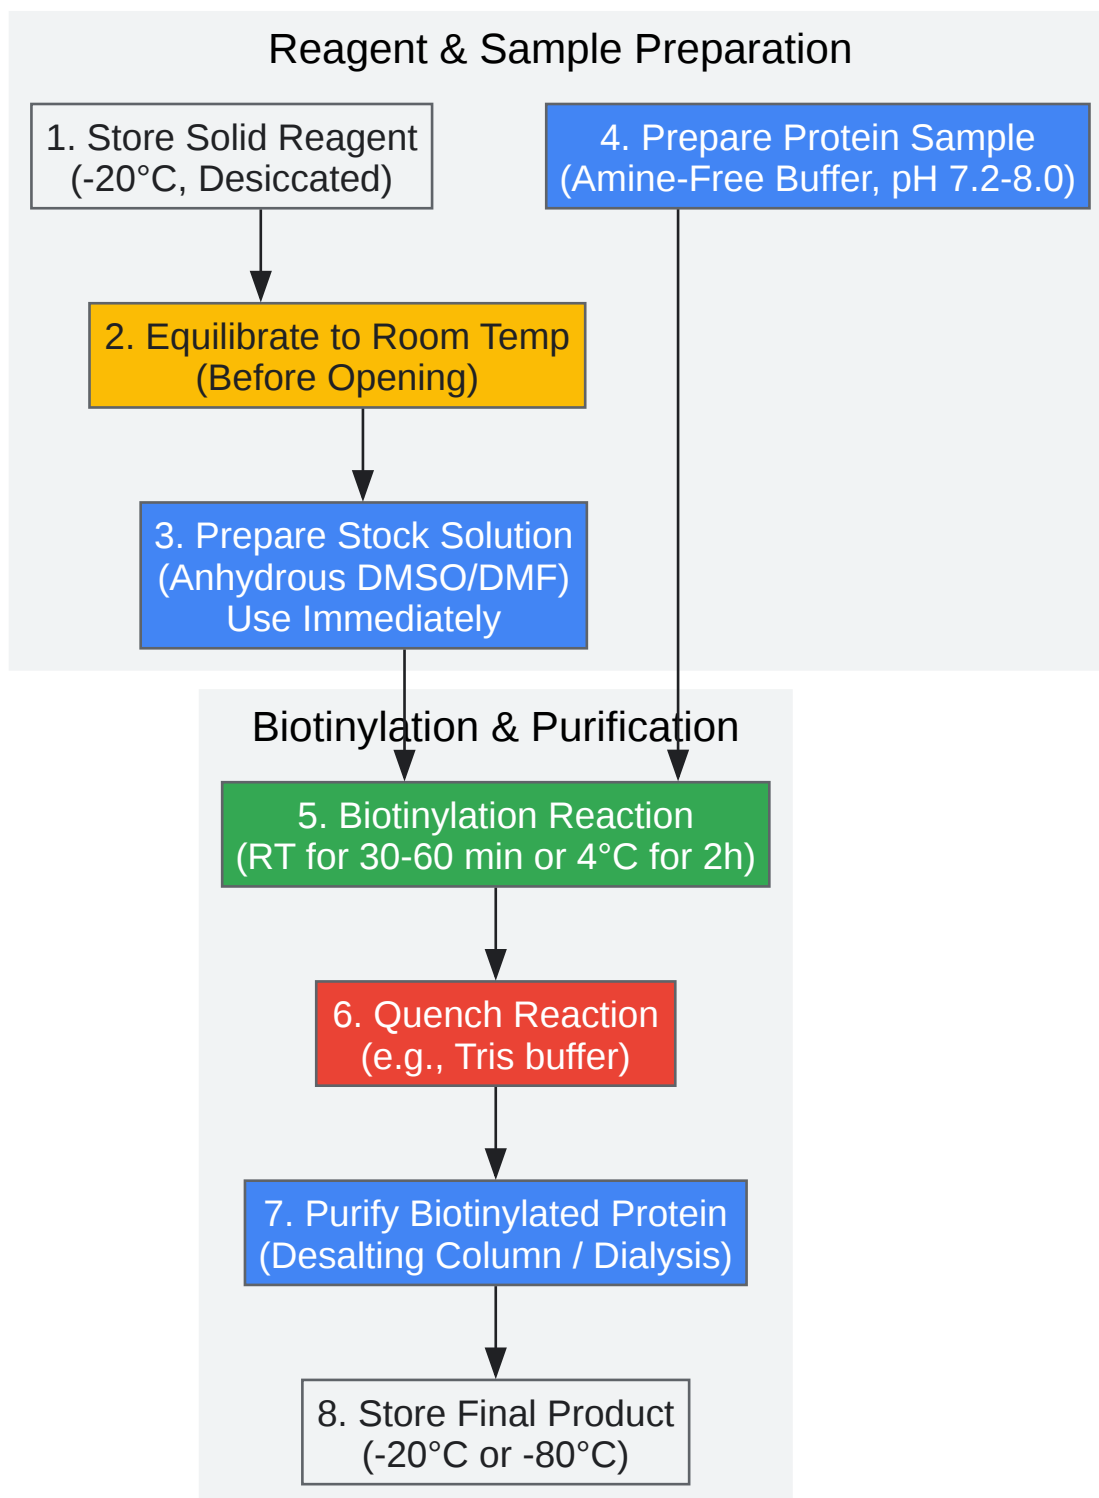 Reagent & Sample Preparation
1. Store Solid Reagent
(-20°C, Desiccated)
4. Prepare Protein Sample
(Amine-Free Buffer, pH 7.2-8.0)
2. Equilibrate to Room Temp
(Before Opening)
3. Prepare Stock Solution
(Anhydrous DMSO/DMF)
Use Immediately
Biotinylation & Purification
5. Biotinylation Reaction
(RT for 30-60 min or 4°C for 2h)
6. Quench Reaction
(e.g., Tris buffer)
7. Purify Biotinylated Protein
(Desalting Column / Dialysis)
8. Store Final Product
(-20°C or -80°C)